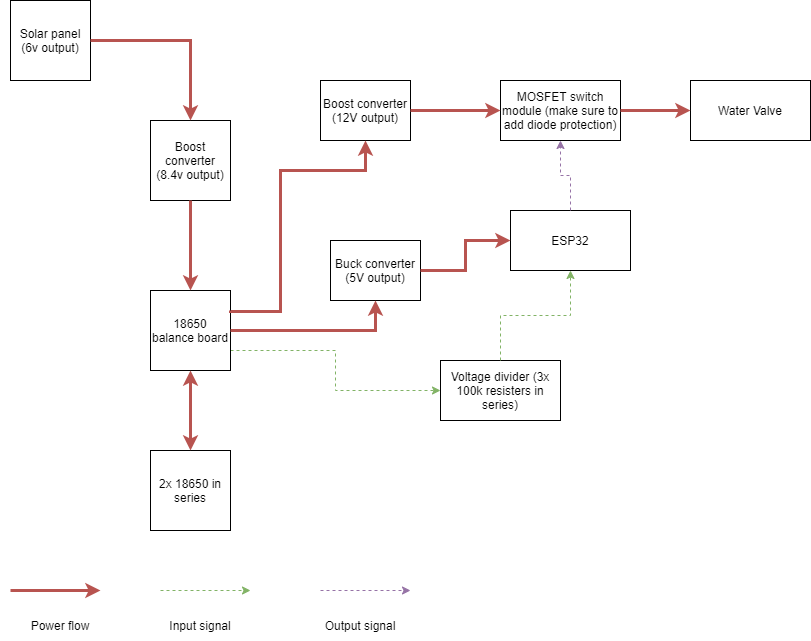 Solar panel
(6v output)
Boost converter
(12V output)
MOSFET switch
module (make sure to
add diode protection)
Water Valve
Boost
converter
(8.4v output)
ESP32
Buck converter
(5V output)
18650
balance board
Voltage divider (3x
100k resisters in
series)
2x 18650 in
series
Power flow
Input signal
Output signal